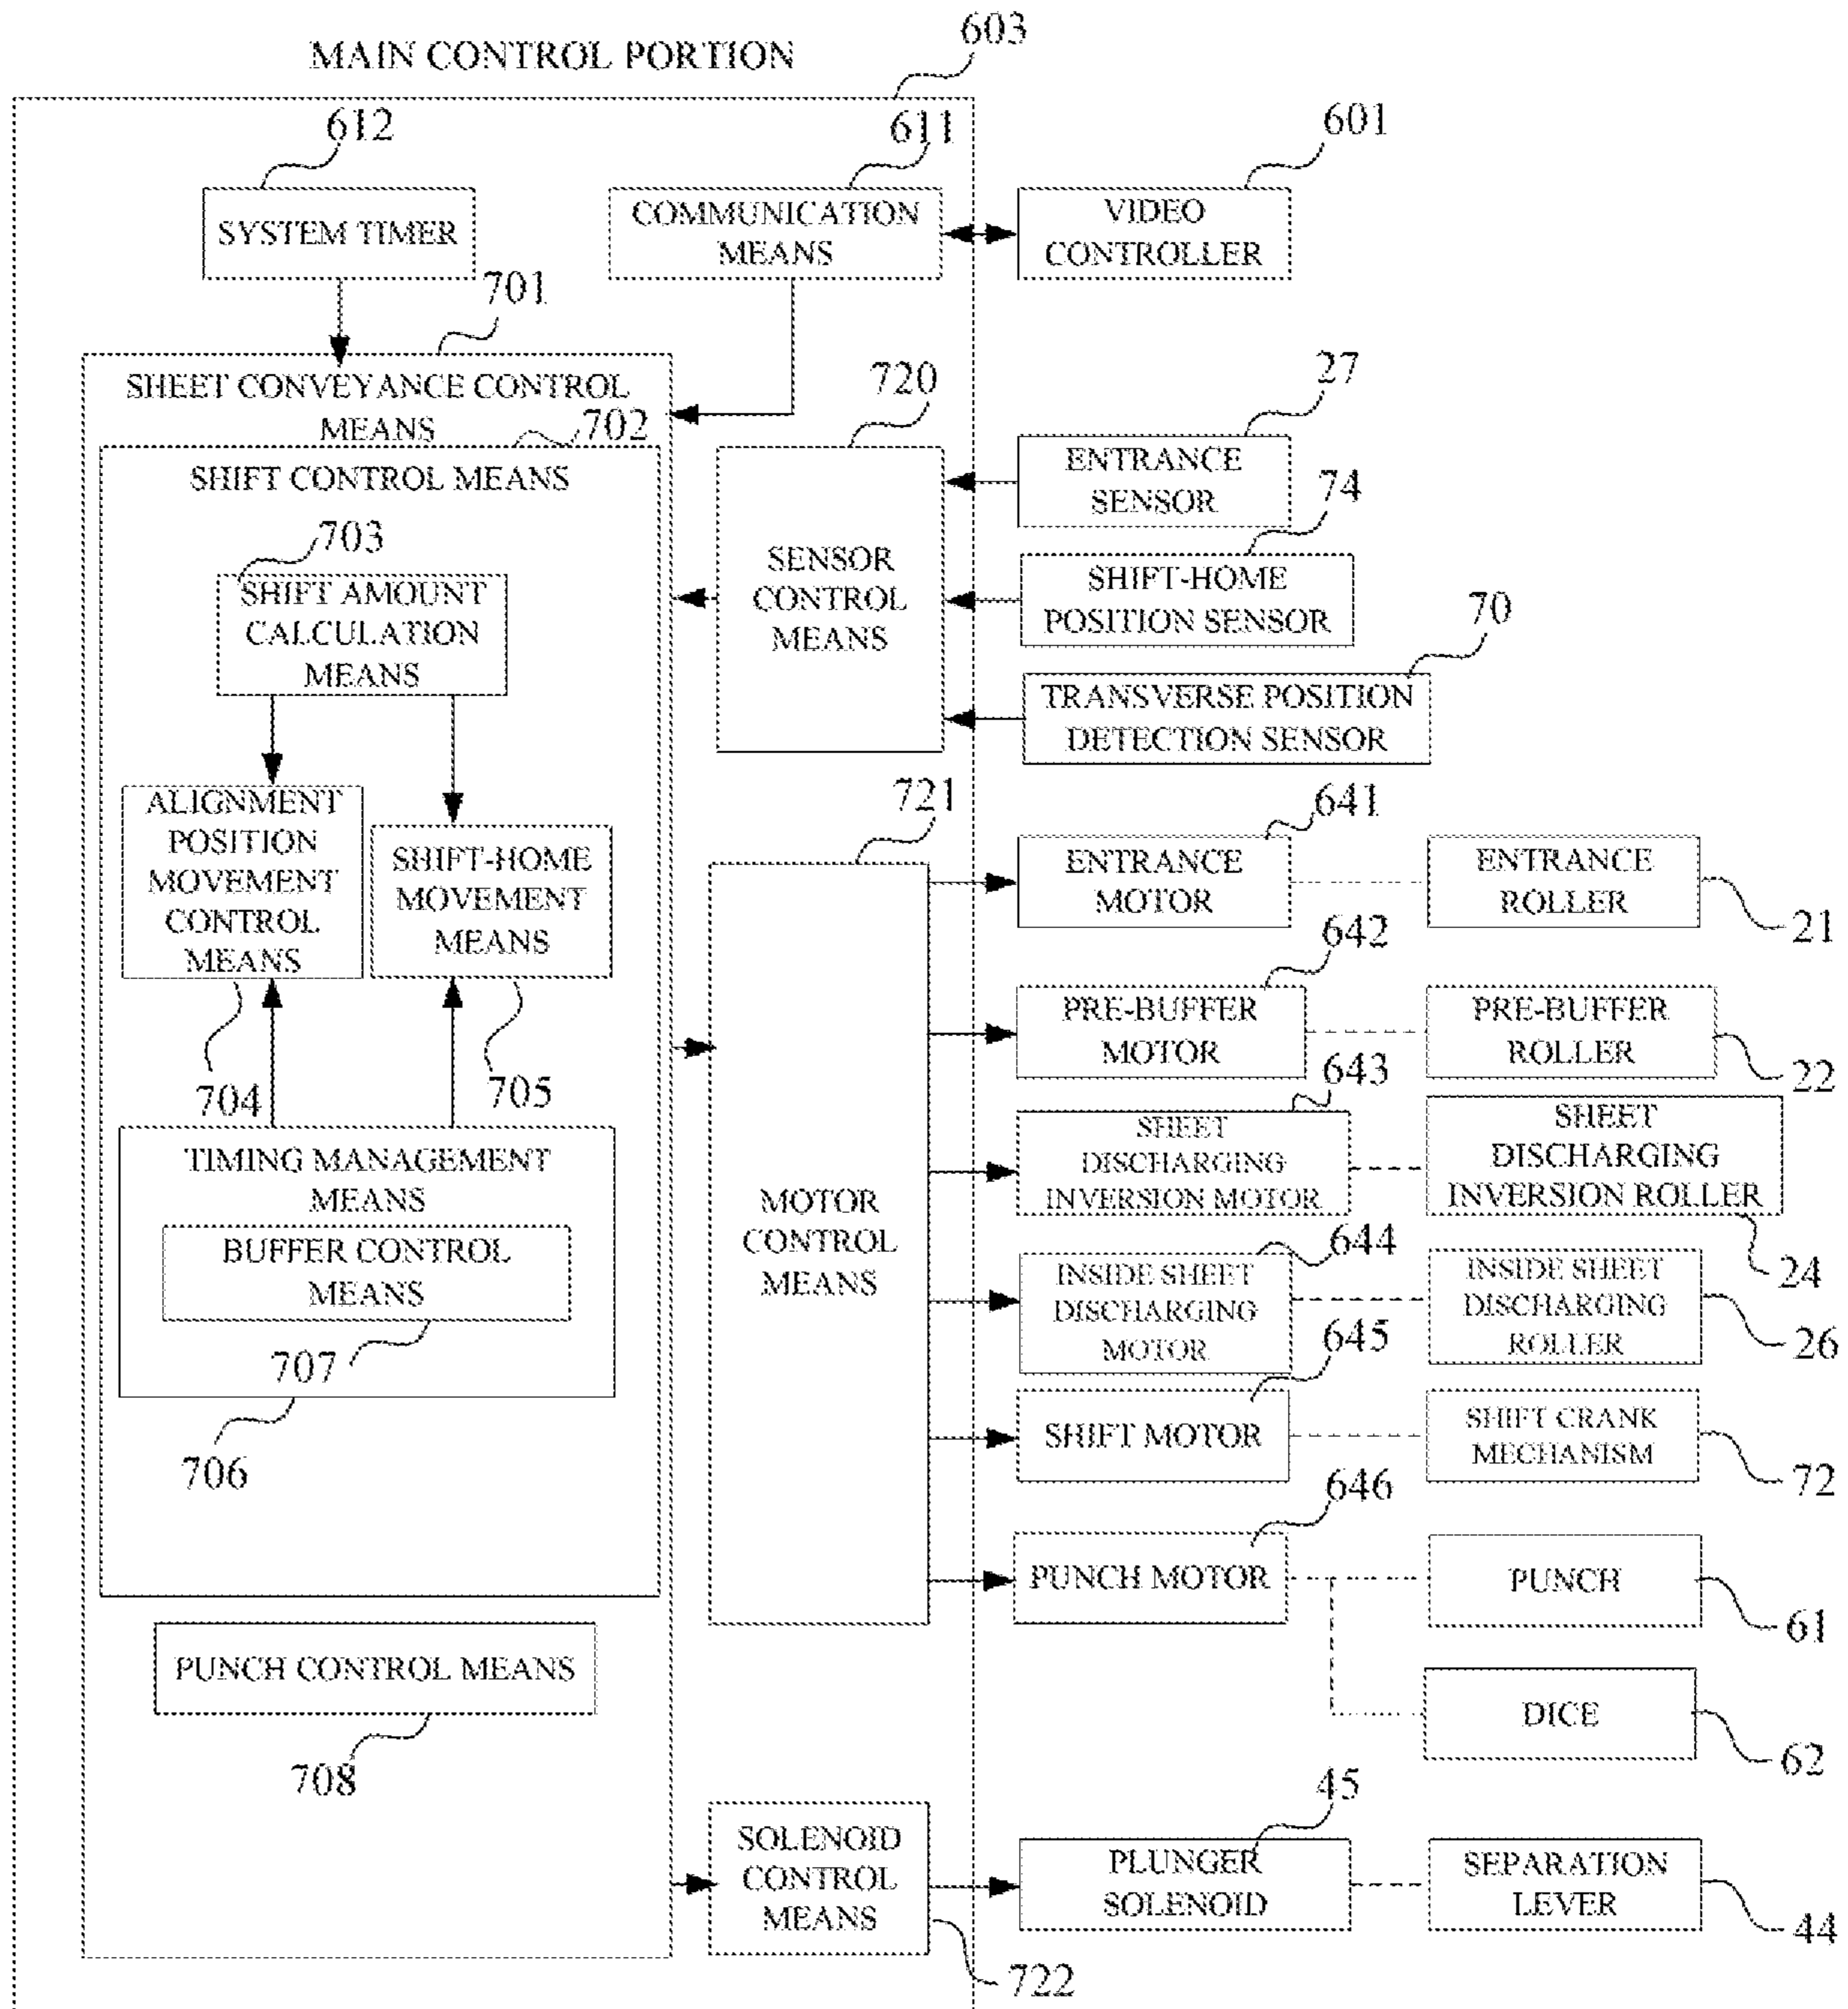 603
MAIN CONTROL PORTION
612
611
601
SYSTEM TIMER
COMMUNICATION
MEANS
VIDEO
CONTROLLER
701
SHEET CONVEYANCE CONTROL
MEANS
702
SHIFT CONTROL MEANS
703
SHIFT AMOUNT
CALCULATION
MEANS
ALIGNMENT
POSITION
MOVEMENT
CONTROL
MEANS
SHIFT-HOME
MOVEMENT
MEANS
704
705
TIMING MANAGEMENT
MEANS
BUFFER CONTROL
MEANS
707
706
PUNCH CONTROL MEANS
708
720
SENSOR
CONTROL
MEANS
27
ENTRANCE
SENSOR
74
SHIFT-HOME
POSITION SENSOR
70
TRANSVERSE POSITION
DETECTION SENSOR
721
MOTOR
CONTROL
MEANS
641
ENTRANCE
MOTOR
ENTRANCE
ROLLER
21
642
PRE-BUFFER
MOTOR
PRE-BUFFER
ROLLER
22
643
SHEET
DISCHARGING
INVERSION MOTOR
SHEET
DISCHARGING
INVERSION ROLLER
24
644
INSIDE SHEET
DISCHARGING
MOTOR
INSIDE SHEET
DISCHARGING
ROLLER
26
645
SHIFT MOTOR
SHIFT CRANK
MECHANISM
72
646
PUNCH MOTOR
PUNCH
61
DICE
62
SOLENOID
CONTROL
MEANS
722
45
PLUNGER
SOLENOID
SEPARATION
LEVER
44